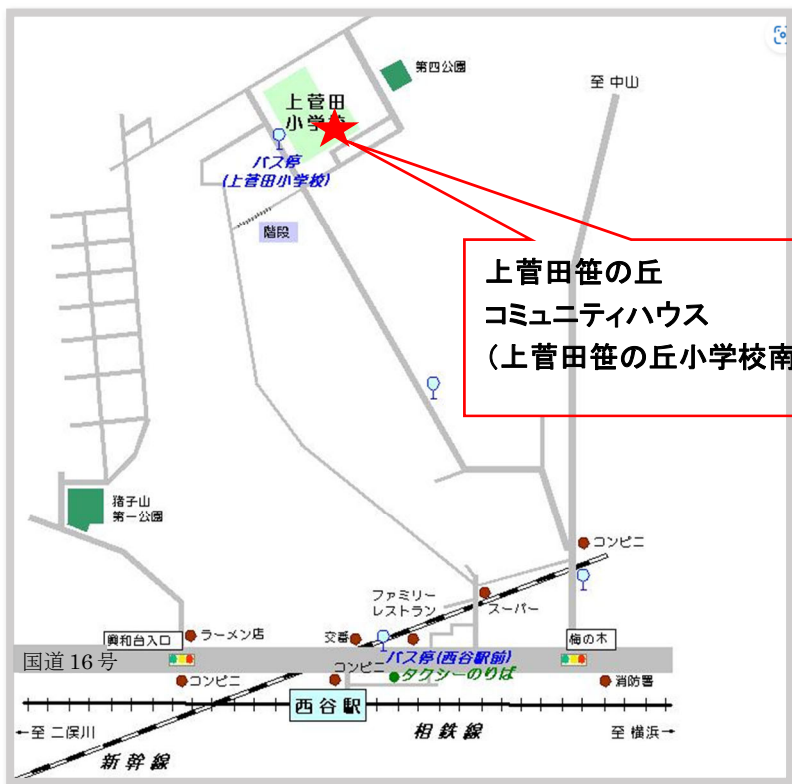 第四公園
至 中山
上菅田
小学校
バス停
(上菅田小学校)
階段
上菅田笹の丘
コミュニティハウス
（上菅田笹の丘小学校南
猪子山
第一公園
コンビニ
ファミリー
レストラン
スーパー
興和台入口
ラーメン店
交番
梅の木
国道 16 号
バス停(西谷駅前)
コンビニ
タクシーのりば
コンビニ
消防署
西谷駅
←至 二俣川
相鉄線
至 横浜→
新幹線